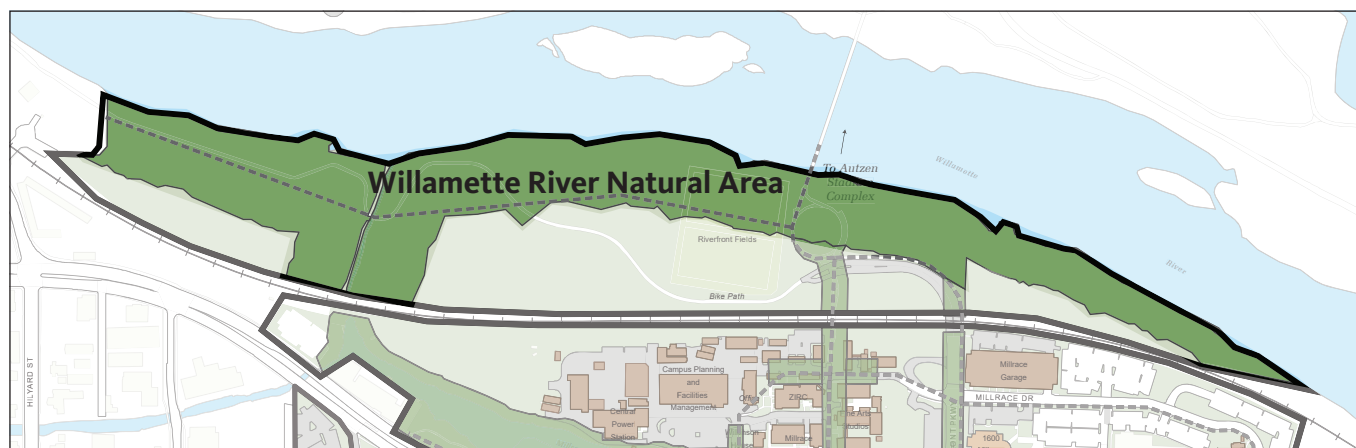 Willamette
To Autzen
Stadium
Complex
Willamette River Natural Area
River
Riverfront Fields
Bike Path
HILYARD ST
Campus Planning
and
Facilities
Management
Millrace
Garage
MILLRACE DR
ZIRC
Central
Power
Station
Studios
Millrace
1600